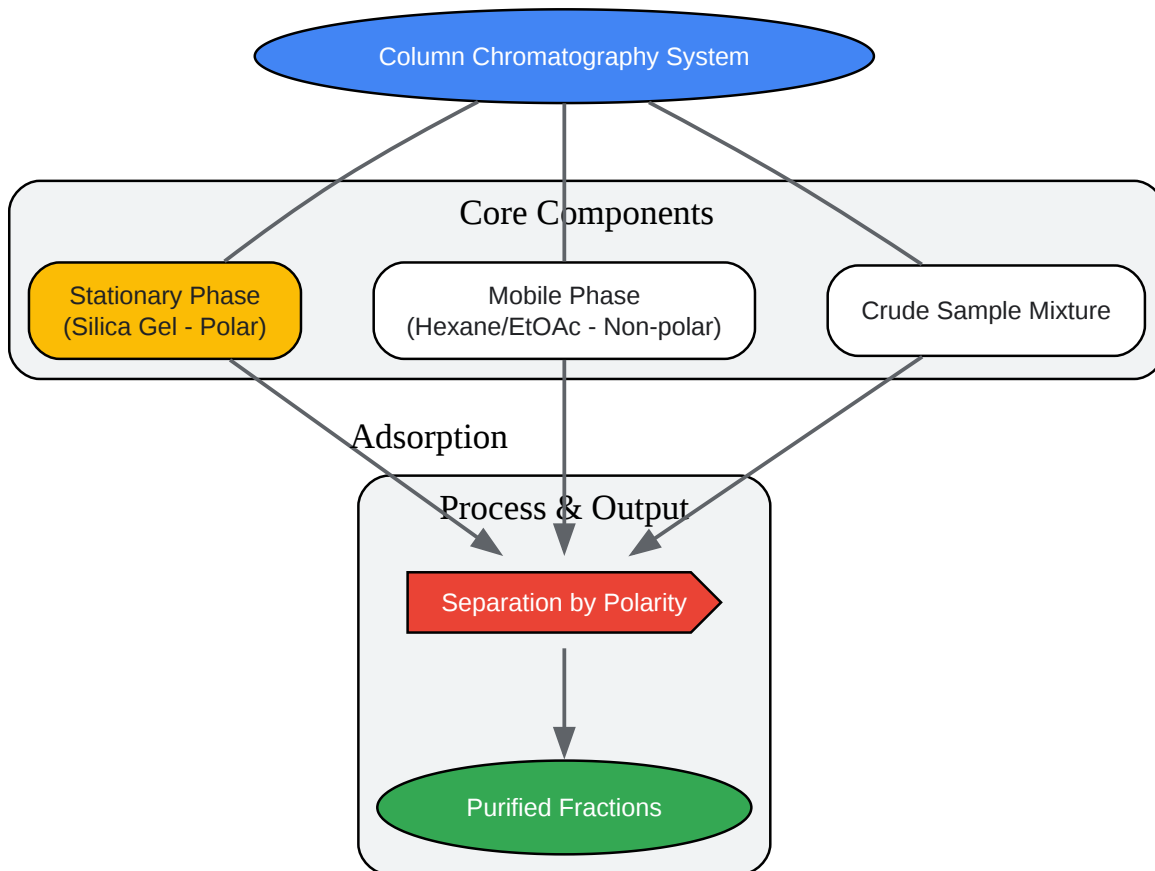 Column Chromatography System
Core Components
Stationary Phase
(Silica Gel - Polar)
Mobile Phase
(Hexane/EtOAc - Non-polar)
Crude Sample Mixture
Adsorption
Process & Output
Separation by Polarity
Purified Fractions